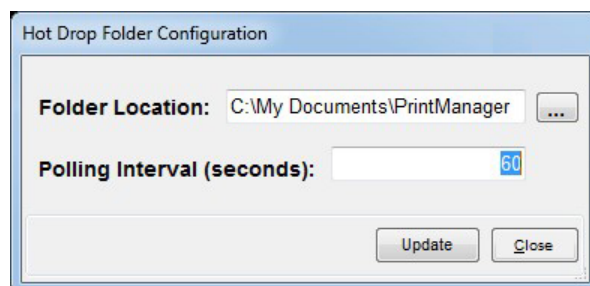 Hot Drop Folder Configuration
Folder Location: C:\My Documents\PrintManager ...
Polling Interval (seconds): 60
Update Close